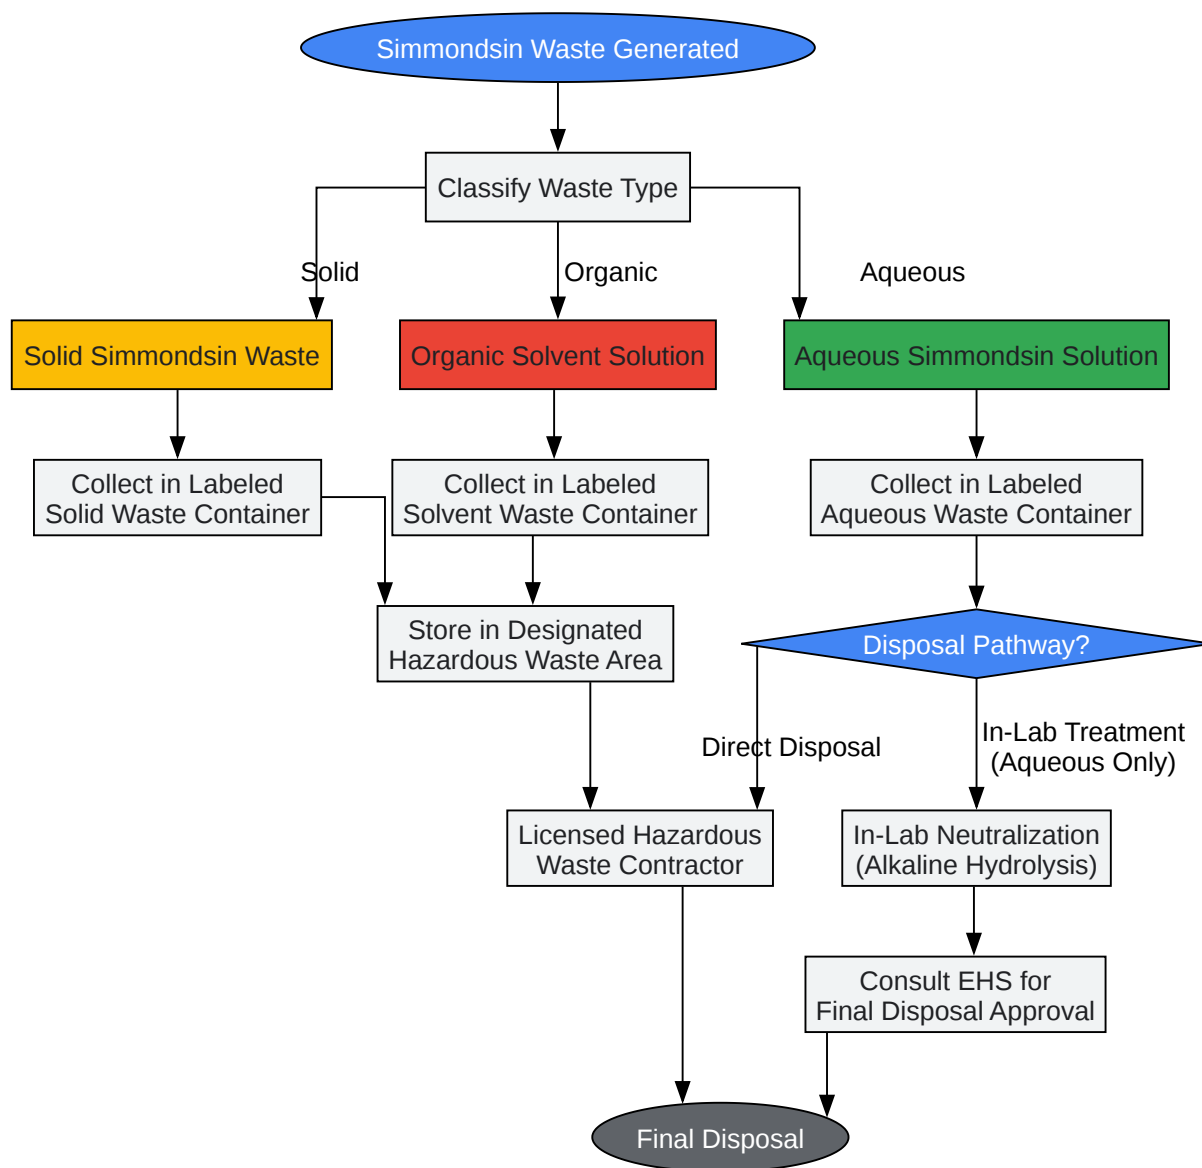 Simmondsin Waste Generated
Classify Waste Type
Solid
Organic
Aqueous
Solid Simmondsin Waste
Organic Solvent Solution
Aqueous Simmondsin Solution
Collect in Labeled
Solid Waste Container
Collect in Labeled
Solvent Waste Container
Collect in Labeled
Aqueous Waste Container
Store in Designated
Hazardous Waste Area
Disposal Pathway?
Direct Disposal
In-Lab Treatment
(Aqueous Only)
Licensed Hazardous
Waste Contractor
In-Lab Neutralization
(Alkaline Hydrolysis)
Consult EHS for
Final Disposal Approval
Final Disposal